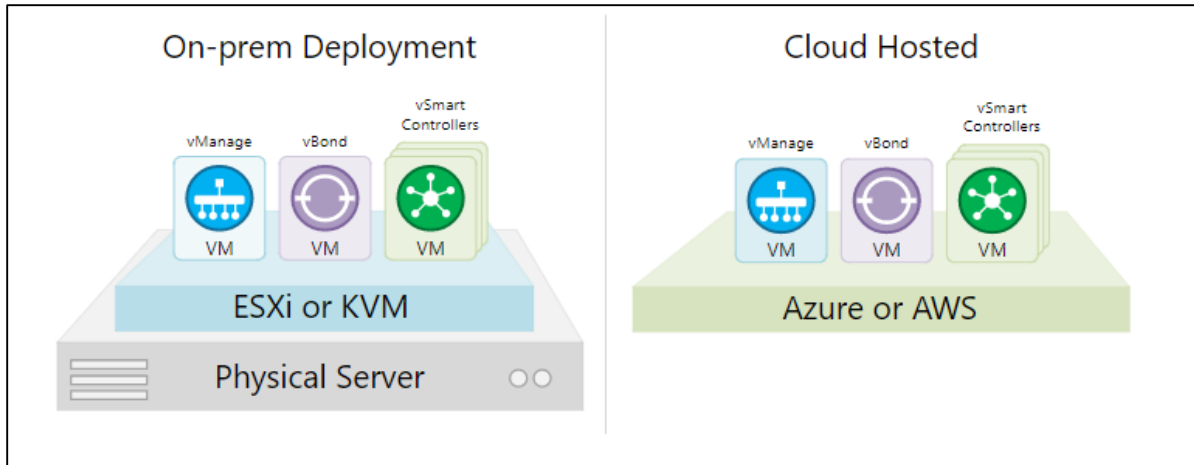 On-prem Deployment
vManage
vBond
vSmart
Controllers
VM
VM
VM
ESXi or KVM
Physical Server
Cloud Hosted
vManage
vBond
vSmart
Controllers
VM
VM
VM
Azure or AWS